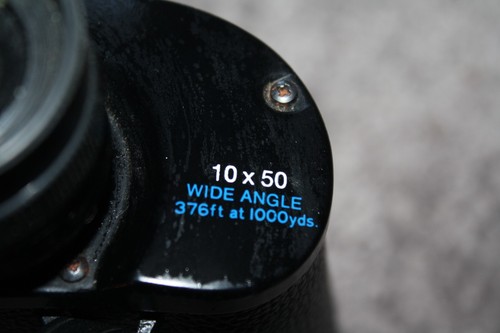 10 x 50
WIDE ANGLE
376ft at 1000yds.